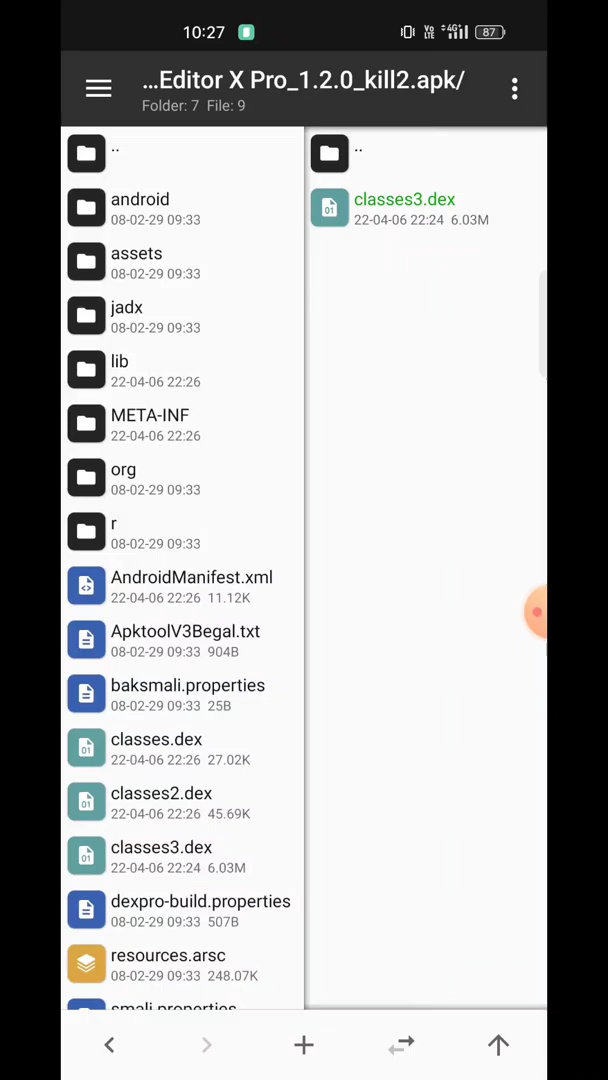 10:27
Vo LTE 4G+ 87
...Editor X Pro_1.2.0_kill2.apk/
Folder: 7 File: 9
..
android
08-02-29 09:33
assets
08-02-29 09:33
jadx
08-02-29 09:33
lib
22-04-06 22:26
META-INF
22-04-06 22:26
org
08-02-29 09:33
r
08-02-29 09:33
AndroidManifest.xml
22-04-06 22:26 11.12K
ApktoolV3Begal.txt
08-02-29 09:33 904B
baksmali.properties
08-02-29 09:33 25B
classes.dex
22-04-06 22:26 27.02K
classes2.dex
22-04-06 22:26 45.69K
classes3.dex
22-04-06 22:24 6.03M
dexpro-build.properties
08-02-29 09:33 507B
resources.arsc
08-02-29 09:33 248.07K
smali.properties
..
classes3.dex
22-04-06 22:24 6.03M